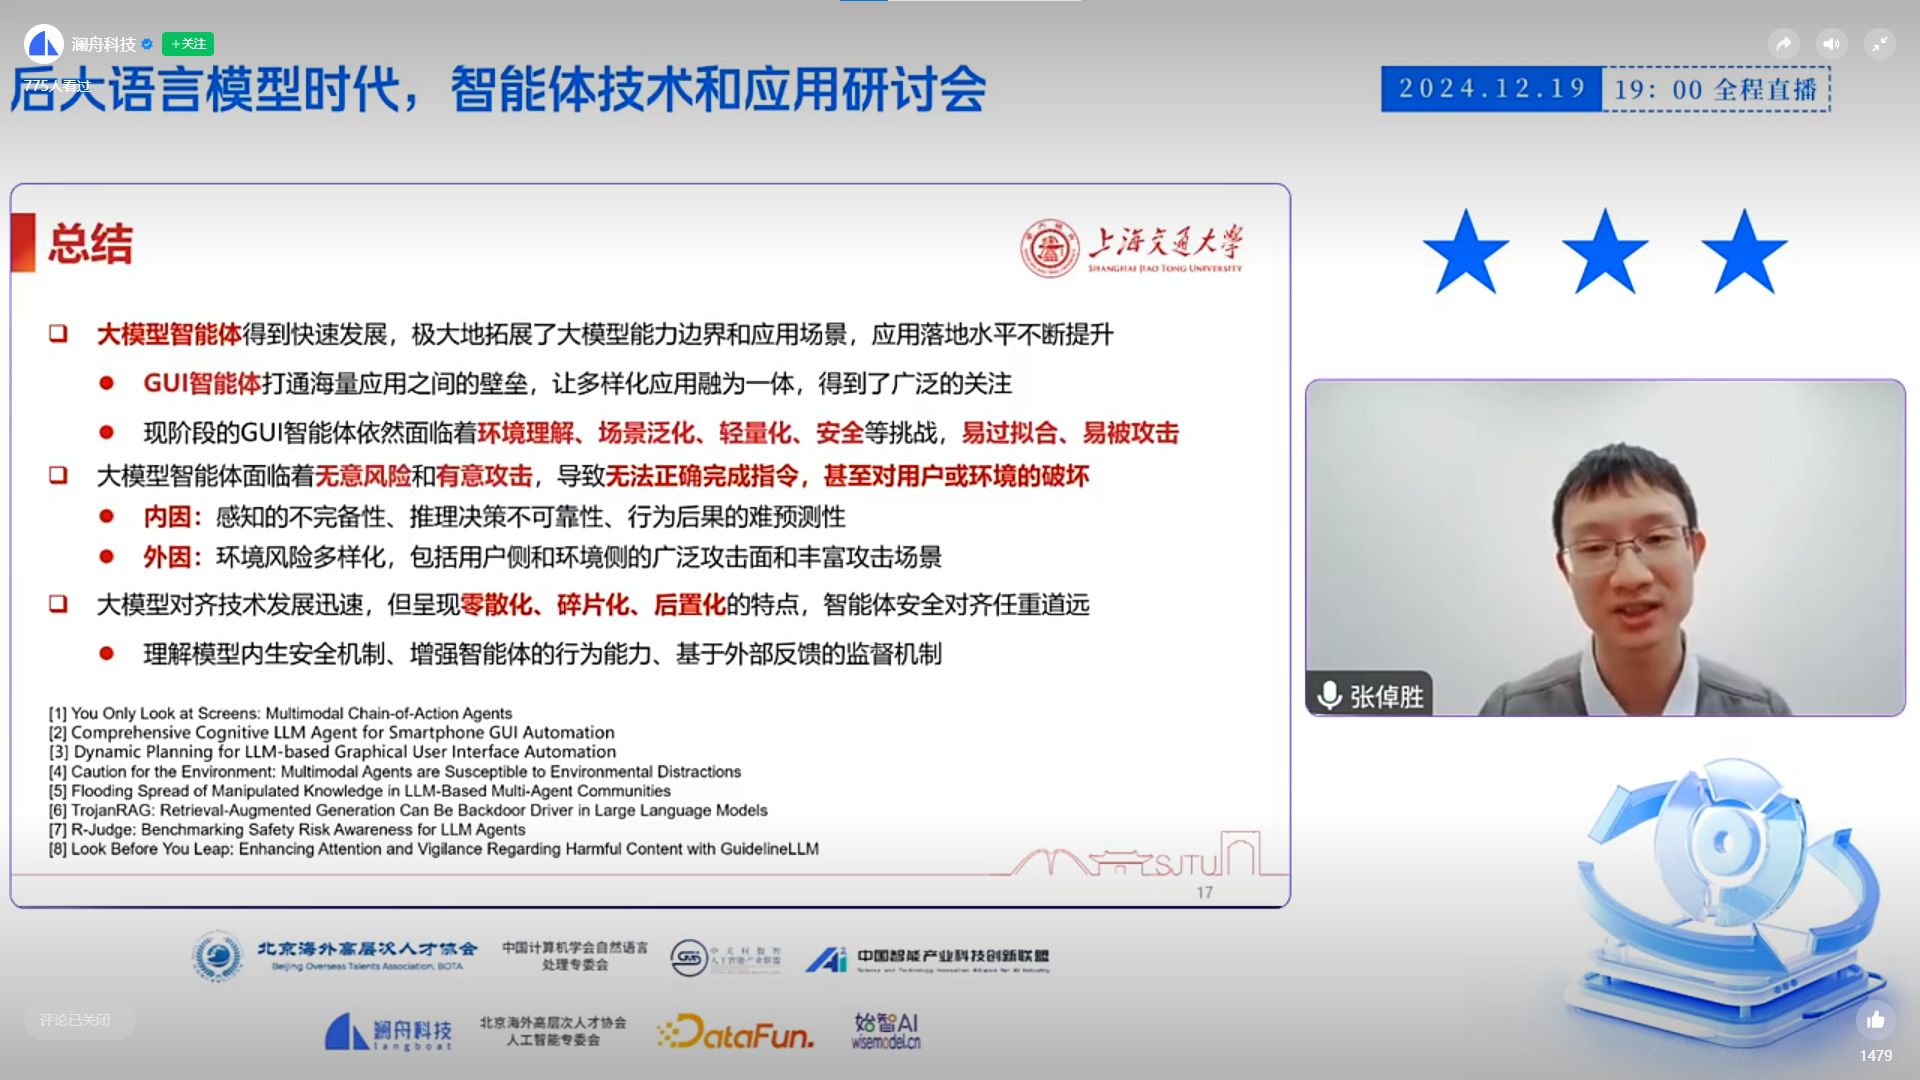 澜舟科技
+关注
775人看过
后大语言模型时代，智能体技术和应用研讨会
2024.12.19
19：00 全程直播
总结
上海交通大学
SHANGHAI JIAO TONG UNIVERSITY
❑ 大模型智能体得到快速发展，极大地拓展了大模型能力边界和应用场景，应用落地水平不断提升
● GUI智能体打通海量应用之间的壁垒，让多样化应用融为一体，得到了广泛的关注
● 现阶段的GUI智能体依然面临着环境理解、场景泛化、轻量化、安全等挑战，易过拟合、易被攻击
❑ 大模型智能体面临着无意风险和有意攻击，导致无法正确完成指令，甚至对用户或环境的破坏
● 内因：感知的不完备性、推理决策不可靠性、行为后果的难预测性
● 外因：环境风险多样化，包括用户侧和环境侧的广泛攻击面和丰富攻击场景
❑ 大模型对齐技术发展迅速，但呈现零散化、碎片化、后置化的特点，智能体安全对齐任重道远
● 理解模型内生安全机制、增强智能体的行为能力、基于外部反馈的监督机制
[1] You Only Look at Screens: Multimodal Chain-of-Action Agents
[2] Comprehensive Cognitive LLM Agent for Smartphone GUI Automation
[3] Dynamic Planning for LLM-based Graphical User Interface Automation
[4] Caution for the Environment: Multimodal Agents are Susceptible to Environmental Distractions
[5] Flooding Spread of Manipulated Knowledge in LLM-Based Multi-Agent Communities
[6] TrojanRAG: Retrieval-Augmented Generation Can Be Backdoor Driver in Large Language Models
[7] R-Judge: Benchmarking Safety Risk Awareness for LLM Agents
[8] Look Before You Leap: Enhancing Attention and Vigilance Regarding Harmful Content with GuidelineLLM
SJTU
17
张倬胜
北京海外高层次人才协会
Beijing Overseas Talents Association, BOTA
中国计算机学会自然语言
处理专委会
中国智能产业科技创新联盟
Science and Technology Innovation Alliance for AI Industry
评论已关闭
澜舟科技
langboat
北京海外高层次人才协会
人工智能专委会
DataFun.
始智AI
wisemodel.cn
1479